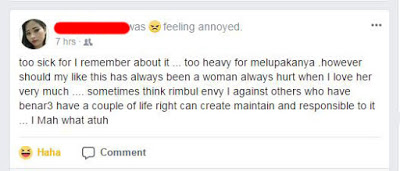 was feeling annoyed.
7 hrs ·
too sick for I remember about it ... too heavy for melupakanya .however
should my like this has always been a woman always hurt when I love her
very much .... sometimes think rimbul envy I against others who have
benar3 have a couple of life right can create maintain and responsible to it
... I Mah what atuh
Haha Comment